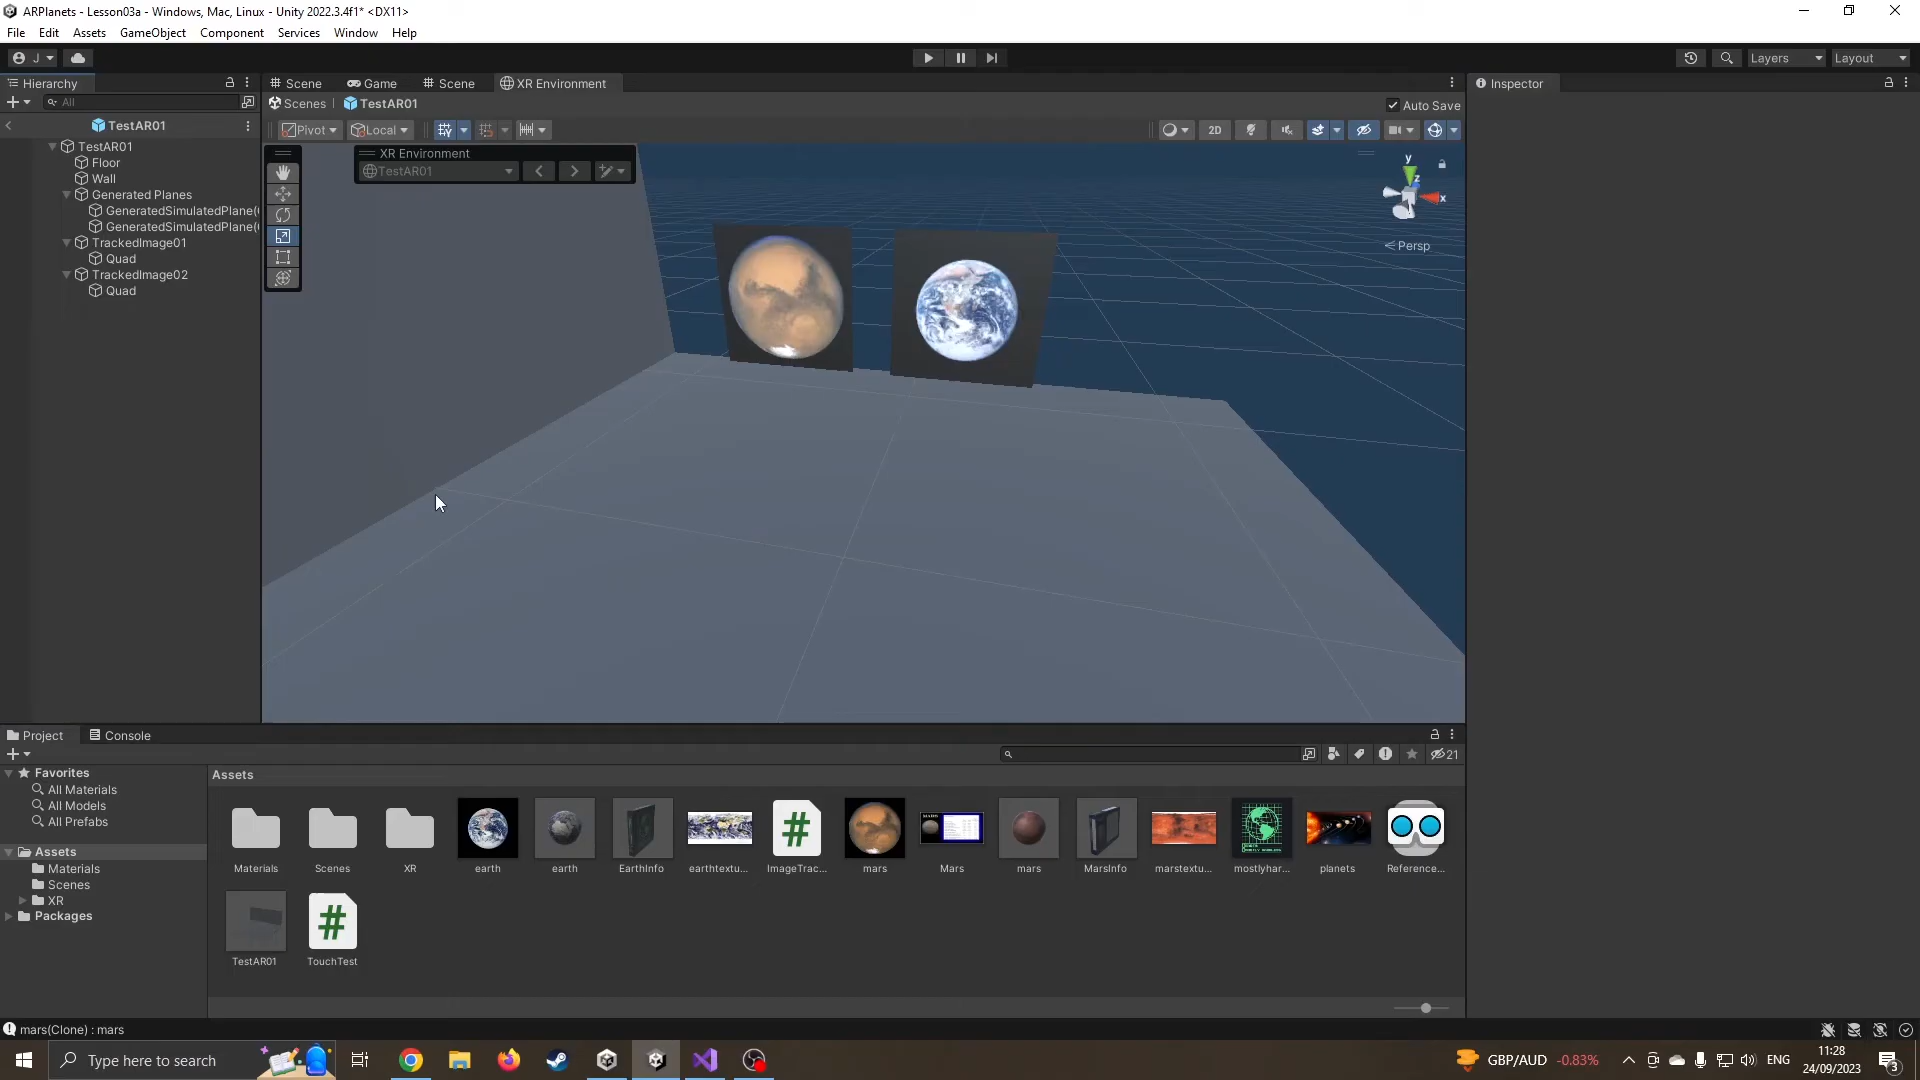 ARPlanets - Lesson03a - Windows, Mac, Linux - Unity 2022.3.4f1* <DX11>
File Edit Assets GameObject Component Services Window Help
J
Layers Layout
Hierarchy
Scene Game Scene XR Environment
Inspector
All
Scenes TestAR01
Auto Save
TestAR01
Pivot Local
2D
TestAR01
Floor
Wall
Generated Planes
GeneratedSimulatedPlane(
GeneratedSimulatedPlane(
TrackedImage01
Quad
TrackedImage02
Quad
XR Environment
TestAR01
y
z
x
Persp
Project Console
21
Favorites
All Materials
All Models
All Prefabs
Assets
Materials
Scenes
XR
Packages
Assets
Materials Scenes XR earth earth EarthInfo earthtextu... ImageTrac... mars Mars mars MarsInfo marstextu... mostlyhar... planets Reference...
TestAR01 TouchTest
mars(Clone) : mars
Type here to search
GBP/AUD -0.83%
ENG
11:28
24/09/2023
3